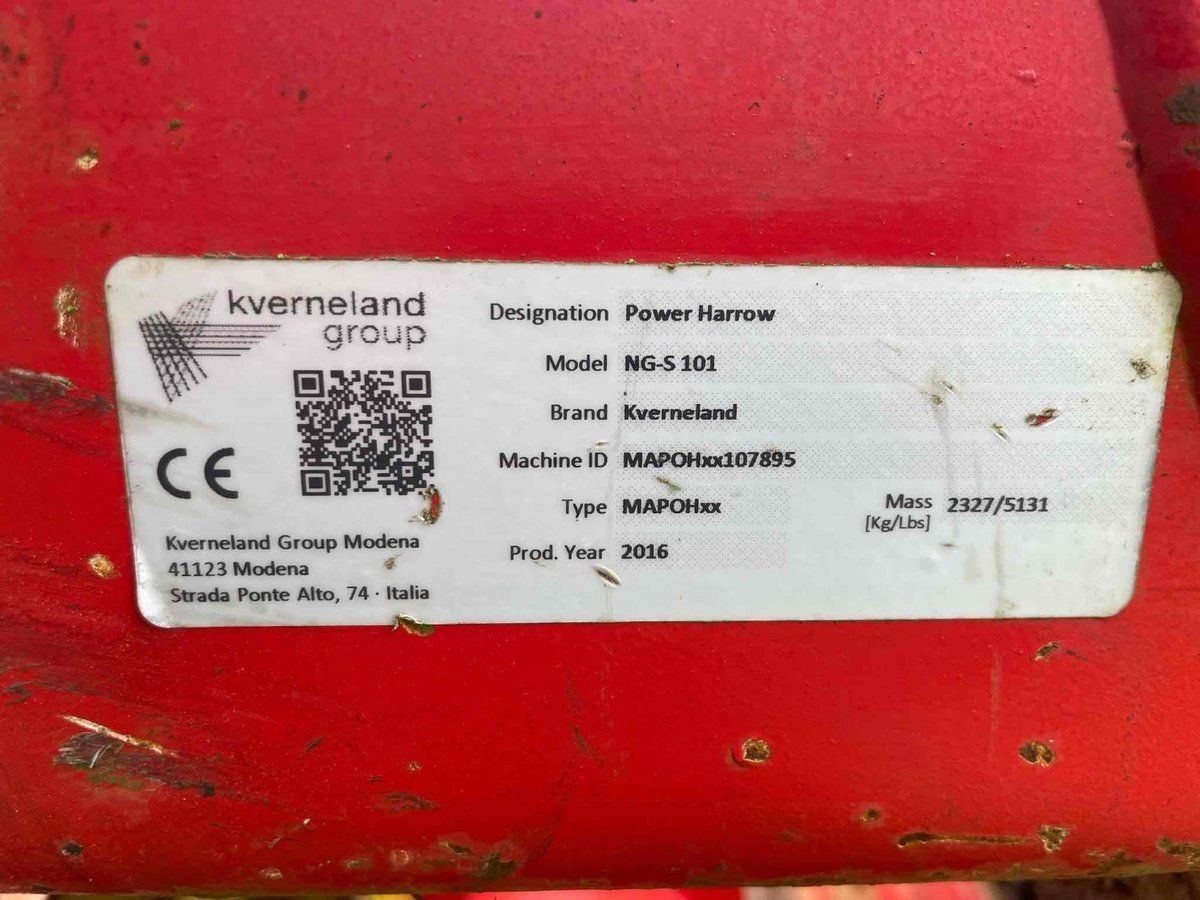 kverneland
group
CE
Kverneland Group Modena
41123 Modena
Strada Ponte Alto, 74 · Italia
Designation Power Harrow
Model NG-S 101
Brand Kverneland
Machine ID MAPOHxx107895
Type MAPOHxx
Mass 2327/5131
[Kg/Lbs]
Prod. Year 2016